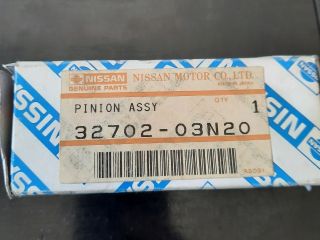 NISSAN NISSAN MOTOR CO., LTD.
GENUINE PARTS
PINION ASSY
QTY
1
32702-03N20
NISSAN